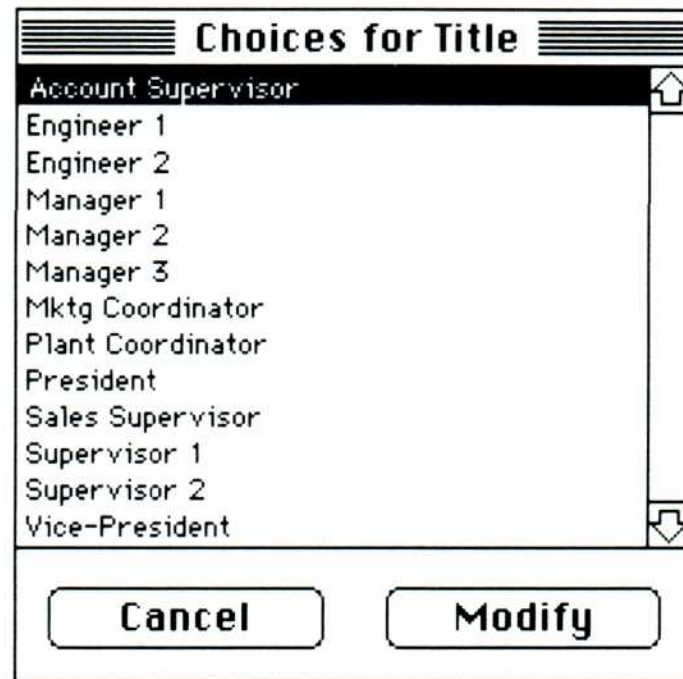 Choices for Title
Account Supervisor
Engineer 1
Engineer 2
Manager 1
Manager 2
Manager 3
Mktg Coordinator
Plant Coordinator
President
Sales Supervisor
Supervisor 1
Supervisor 2
Vice-President
Cancel Modify